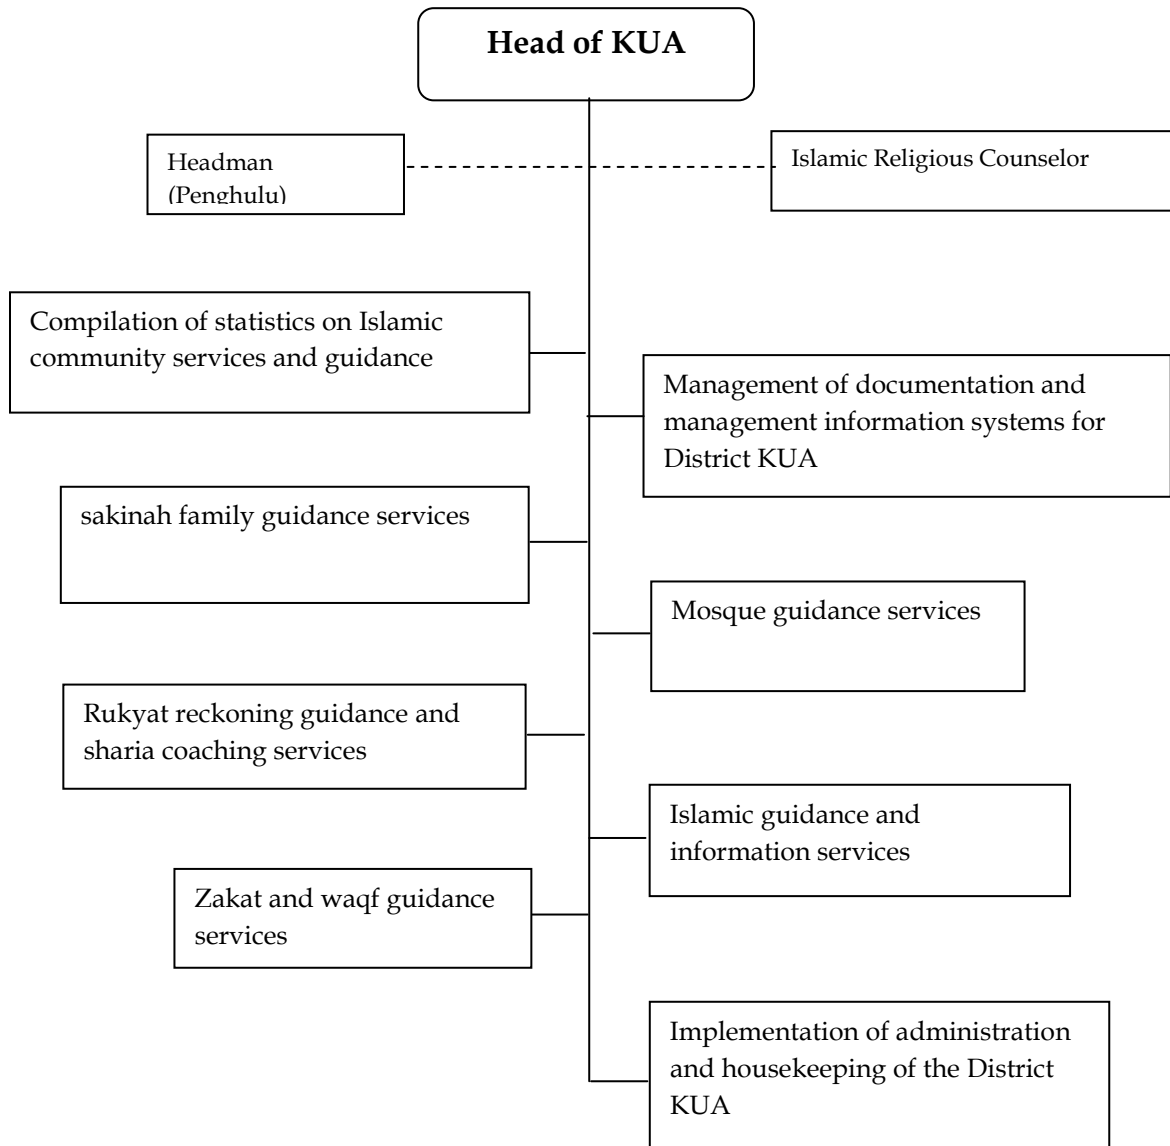 Head of KUA
Headman
(Penghulu)
Islamic Religious Counselor
Compilation of statistics on Islamic
community services and guidance
Management of documentation and
management information systems for
District KUA
sakinah family guidance services
Mosque guidance services
Rukyat reckoning guidance and
sharia coaching services
Islamic guidance and
information services
Zakat and waqf guidance
services
Implementation of administration
and housekeeping of the District
KUA